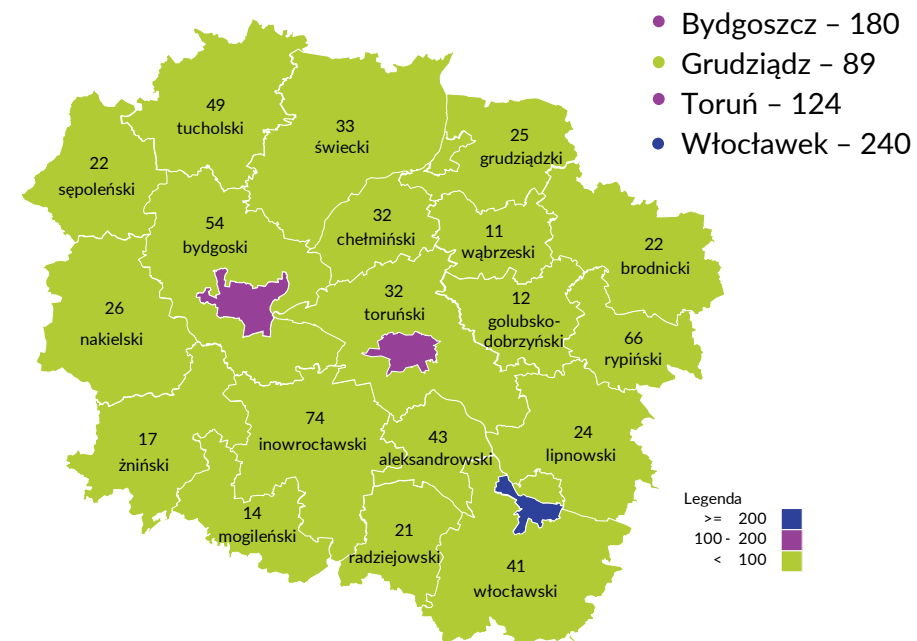 • Bydgoszcz – 180
• Grudziądz – 89
• Toruń – 124
• Włocławek – 240
49
tucholski
33
świecki
25
grudziądzki
22
sępoleński
54
bydgoski
32
chełmiński
11
wąbrzeski
22
brodnicki
26
nakielski
32
toruński
12
golubsko-
dobrzyński
66
rypiński
17
żniński
74
inowrocławski
43
aleksandrowski
24
lipnowski
14
mogileński
21
radziejowski
41
włocławski
Legenda
>= 200
100 - 200
< 100